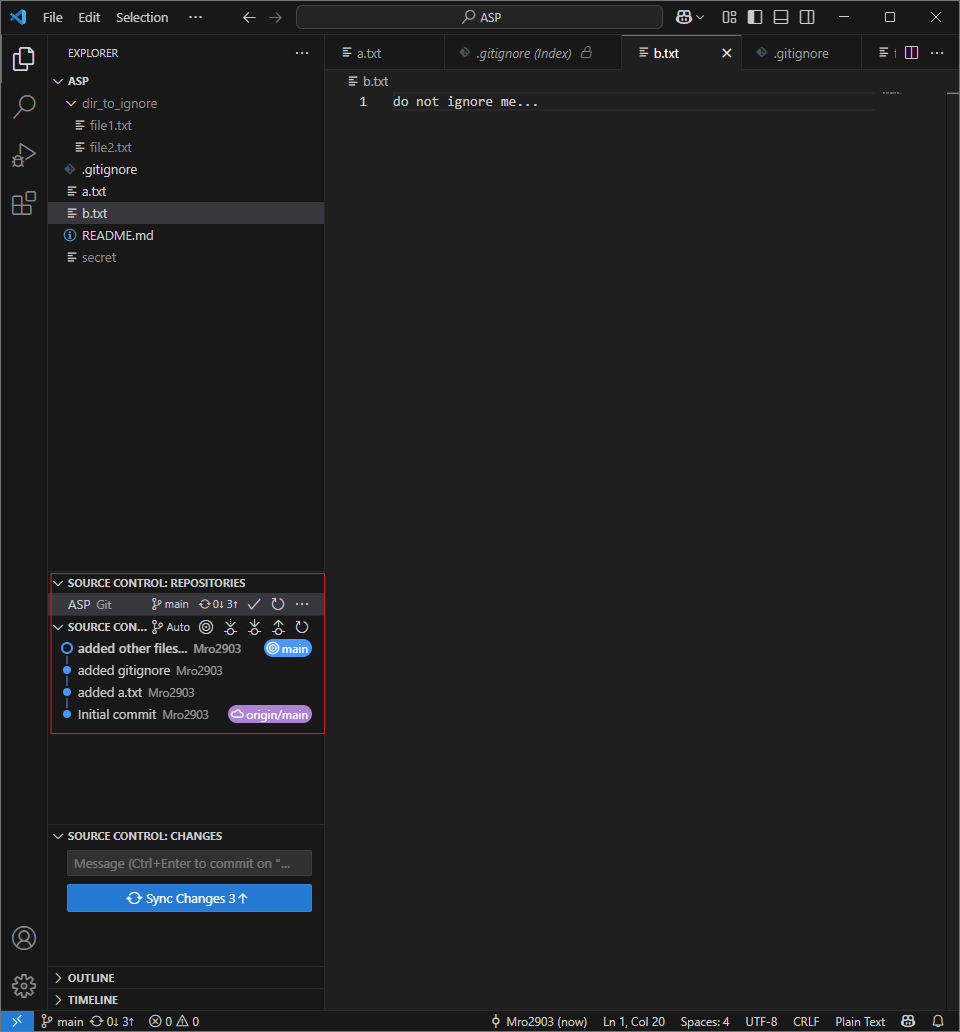 File Edit Selection ··· ASP
EXPLORER ···
ASP
dir_to_ignore
file1.txt
file2.txt
.gitignore
a.txt
b.txt
README.md
secret
a.txt .gitignore (Index) b.txt .gitignore ···
b.txt
1 do not ignore me...
SOURCE CONTROL: REPOSITORIES
ASP Git main 0↓ 3↑ ···
SOURCE CON... Auto
added other files... Mro2903 main
added gitignore Mro2903
added a.txt Mro2903
Initial commit Mro2903 origin/main
SOURCE CONTROL: CHANGES
Message (Ctrl+Enter to commit on "...
Sync Changes 3↑
OUTLINE
TIMELINE
main 0↓ 3↑ 0 0 Mro2903 (now) Ln 1, Col 20 Spaces: 4 UTF-8 CRLF Plain Text